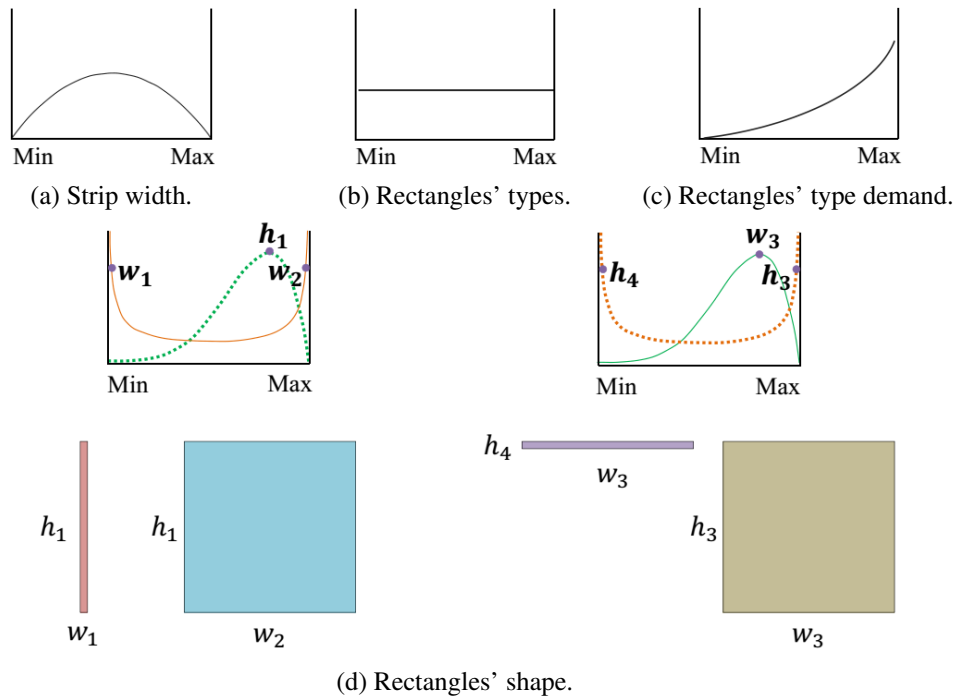 Min Max Min Max Min Max
(a) Strip width. (b) Rectangles’ types. (c) Rectangles’ type demand.
h₁ w₃
w₁ w₂ h₄ h₃
Min Max Min Max
h₄
w₃
h₁ h₁ h₃
w₁ w₂ w₃
(d) Rectangles’ shape.